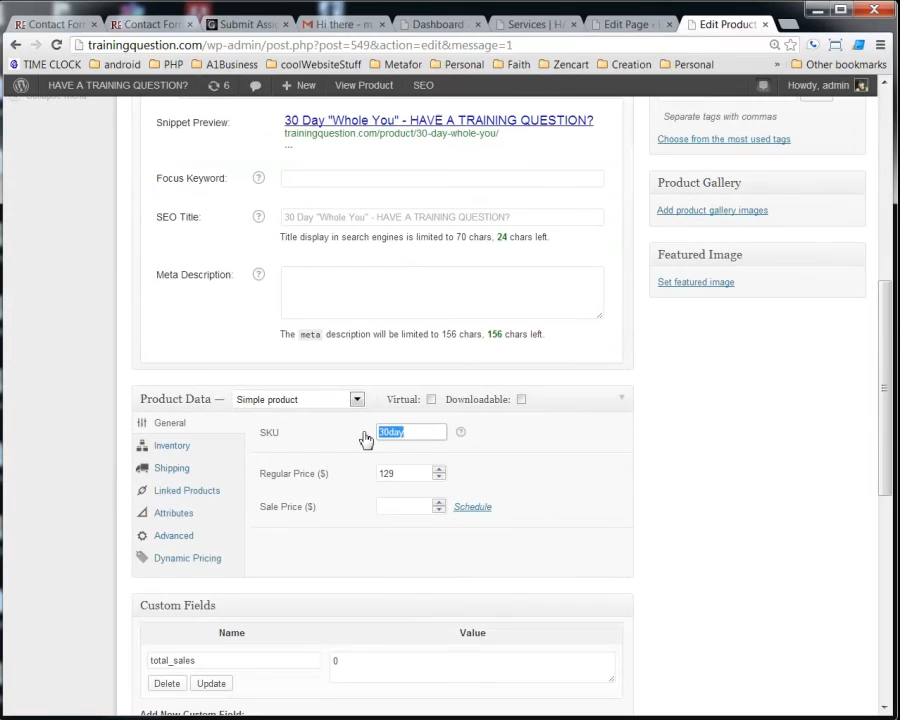 Contact Form
Contact Form
Submit Assig
Hi there - m
Dashboard
Services | H
Edit Page
Edit Product
trainingquestion.com/wp-admin/post.php?post=549&action=edit&message=1
TIME CLOCK
android
PHP
A1Business
coolWebsiteStuff
Metafor
Personal
Faith
Zencart
Creation
Personal
»
Other bookmarks
HAVE A TRAINING QUESTION?
6
New
View Product
SEO
Howdy, admin
Snippet Preview:
30 Day "Whole You" - HAVE A TRAINING QUESTION?
trainingquestion.com/product/30-day-whole-you/
...
Focus Keyword:
?
SEO Title:
?
30 Day "Whole You" - HAVE A TRAINING QUESTION?
Title display in search engines is limited to 70 chars, 24 chars left.
Meta Description:
?
The meta description will be limited to 156 chars, 156 chars left.
Separate tags with commas
Choose from the most used tags
Product Gallery
Add product gallery images
Featured Image
Set featured image
Product Data —
Simple product
Virtual:
Downloadable:
General
Inventory
Shipping
Linked Products
Attributes
Advanced
Dynamic Pricing
SKU
30day
?
Regular Price ($)
129
Sale Price ($)
Schedule
Custom Fields
Name
Value
total_sales
0
Delete
Update
Add New Custom Field: